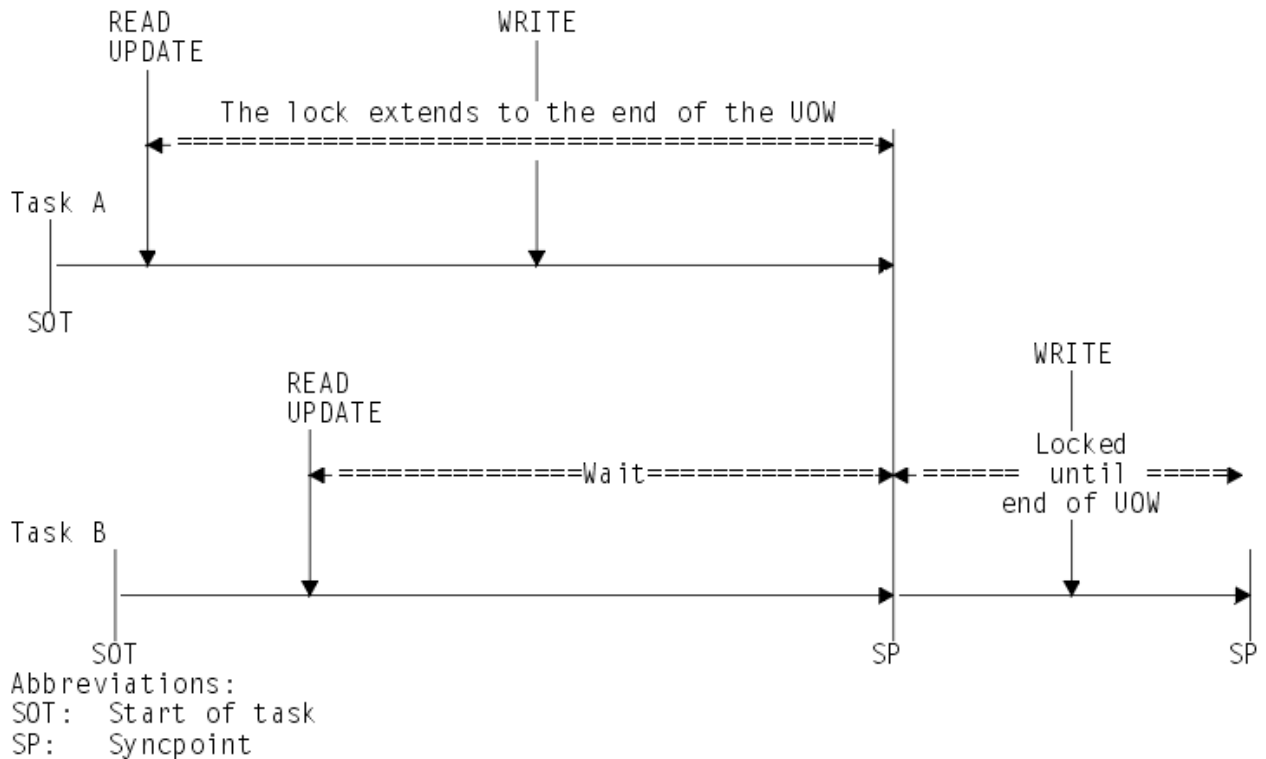 READ
UPDATE
WRITE
The lock extends to the end of the UOW
Task A
SOT
WRITE
READ
UPDATE
Locked
Wait
until
end of UOW
Task B
SOT
SP
SP
Abbreviations:
SOT: Start of task
SP: Syncpoint